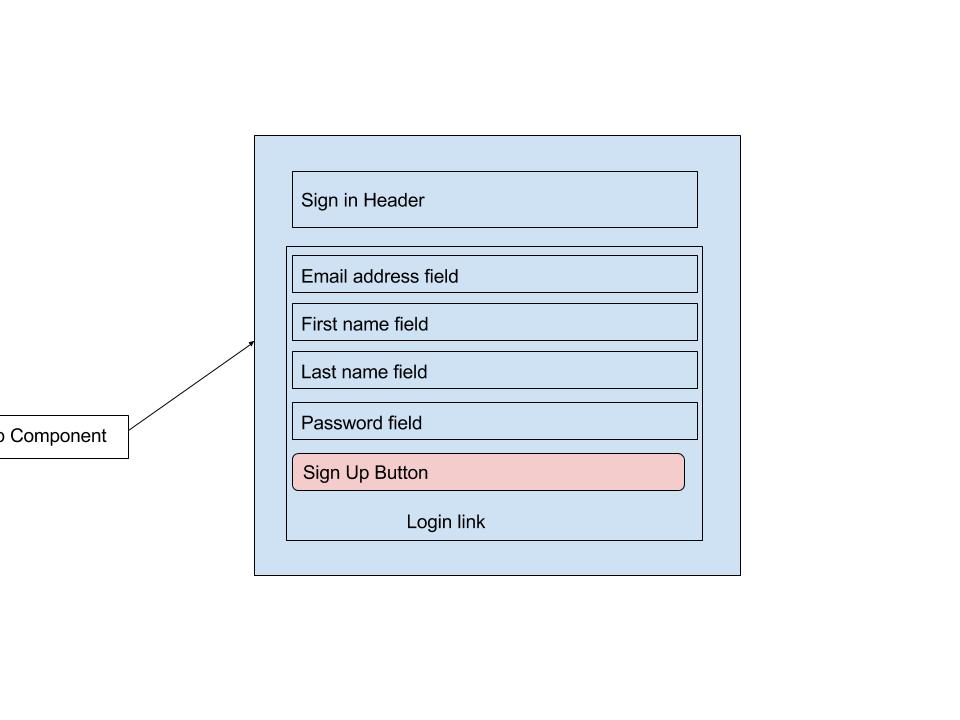 Sign in Header
Email address field
First name field
Last name field
Component
Password field
Sign Up Button
Login link